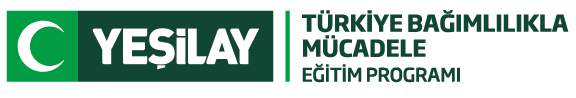 YEŞİLAY
TÜRKİYE BAĞIMLILIKLA
MÜCADELE
EĞİTİM PROGRAMI